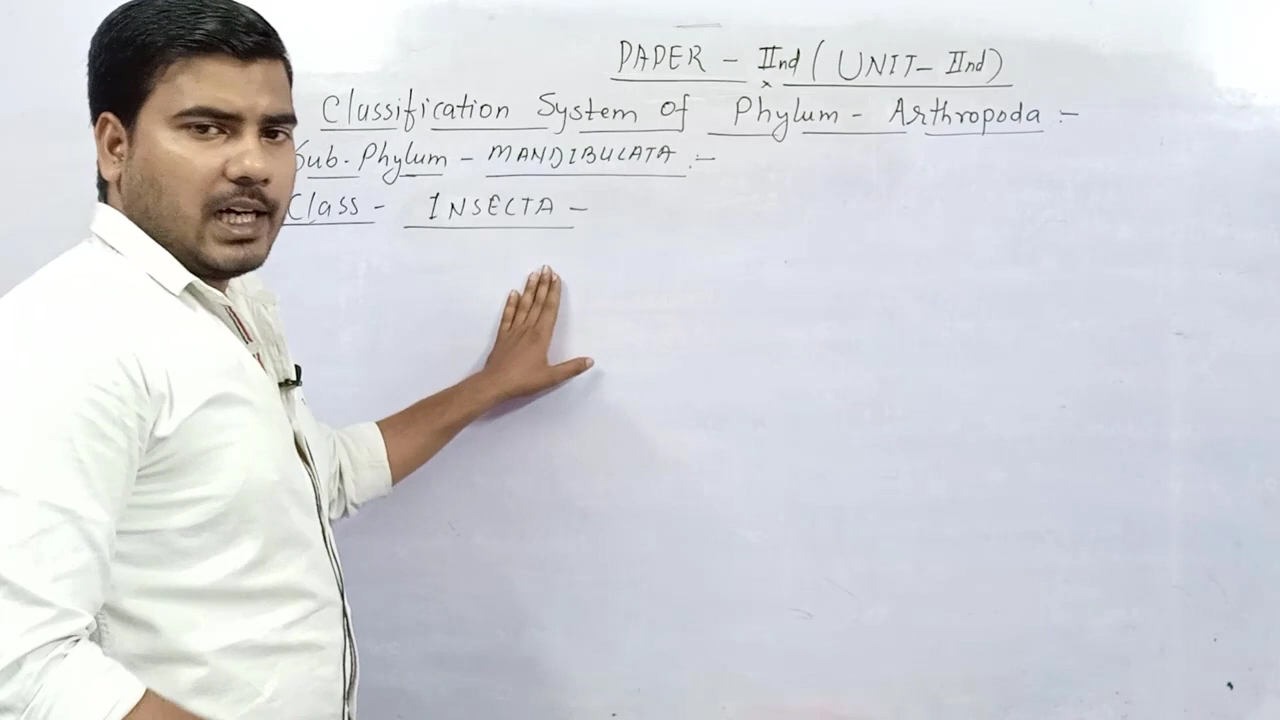 PAPER - IInd ( UNIT - IInd )
Classification System of Phylum - Arthropoda :-
Sub. Phylum - MANDIBULATA :-
Class - INSECTA -